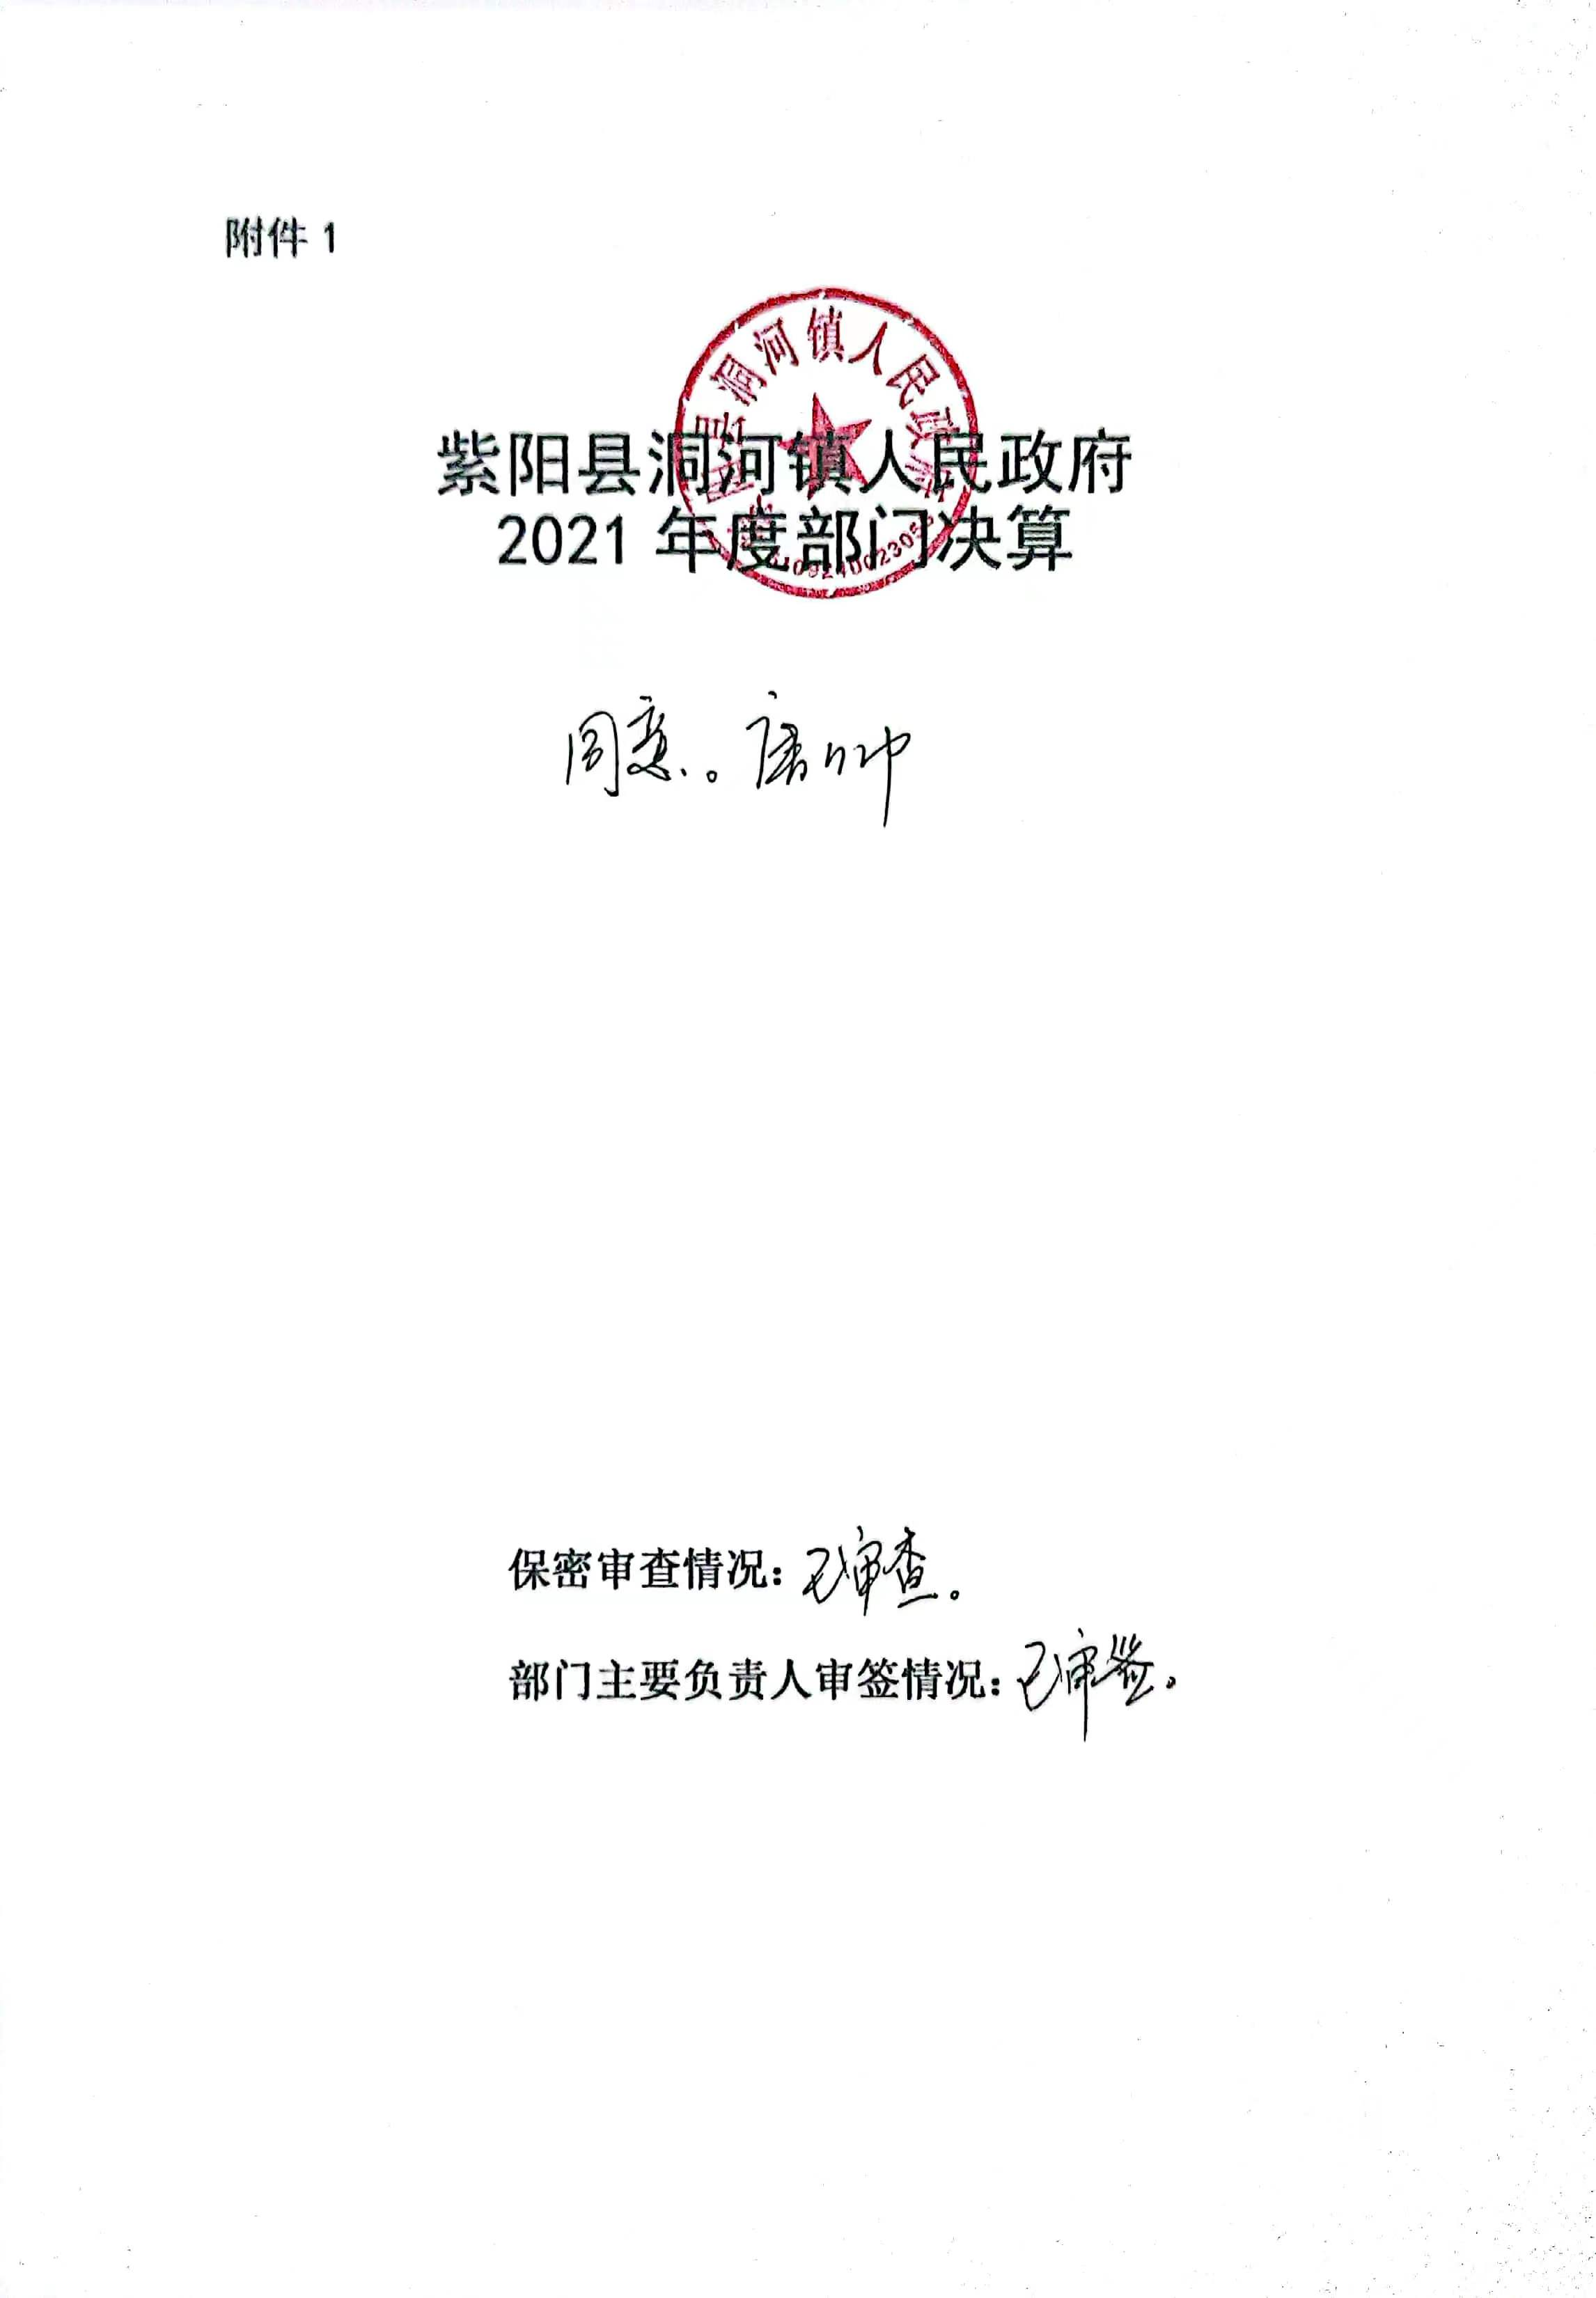 附件 1
紫阳县洞河镇人民政府
2021 年度部门决算
同意。唐帅
保密审查情况：已审查。
部门主要负责人审签情况：已审签。